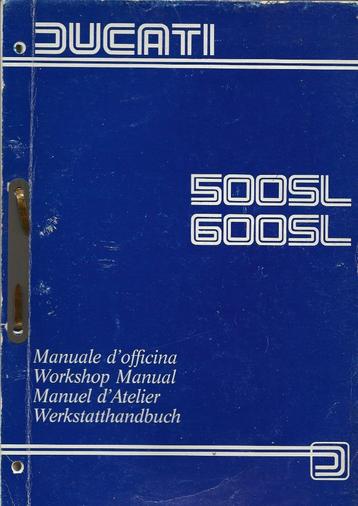 DUCATI
500SL
600SL
Manuale d'officina
Workshop Manual
Manuel d'Atelier
Werkstatthandbuch
D